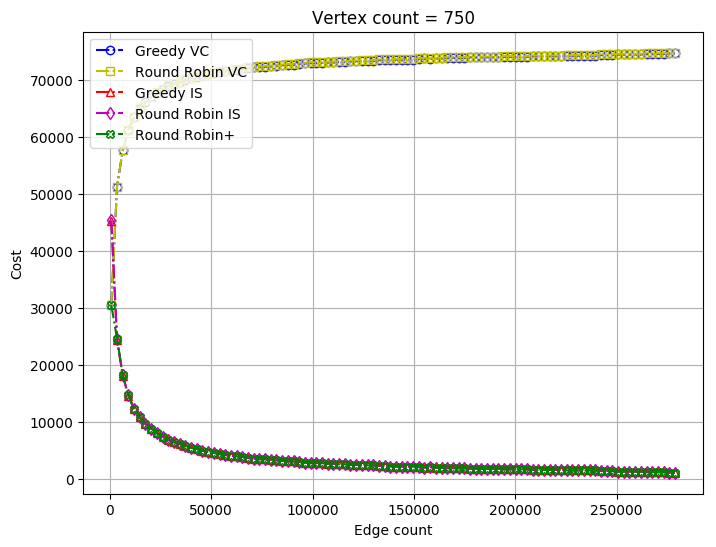 Vertex count = 750
Greedy VC
Round Robin VC
Greedy IS
Round Robin IS
Round Robin+
Cost
70000
60000
50000
40000
30000
20000
10000
0
0 50000 100000 150000 200000 250000
Edge count